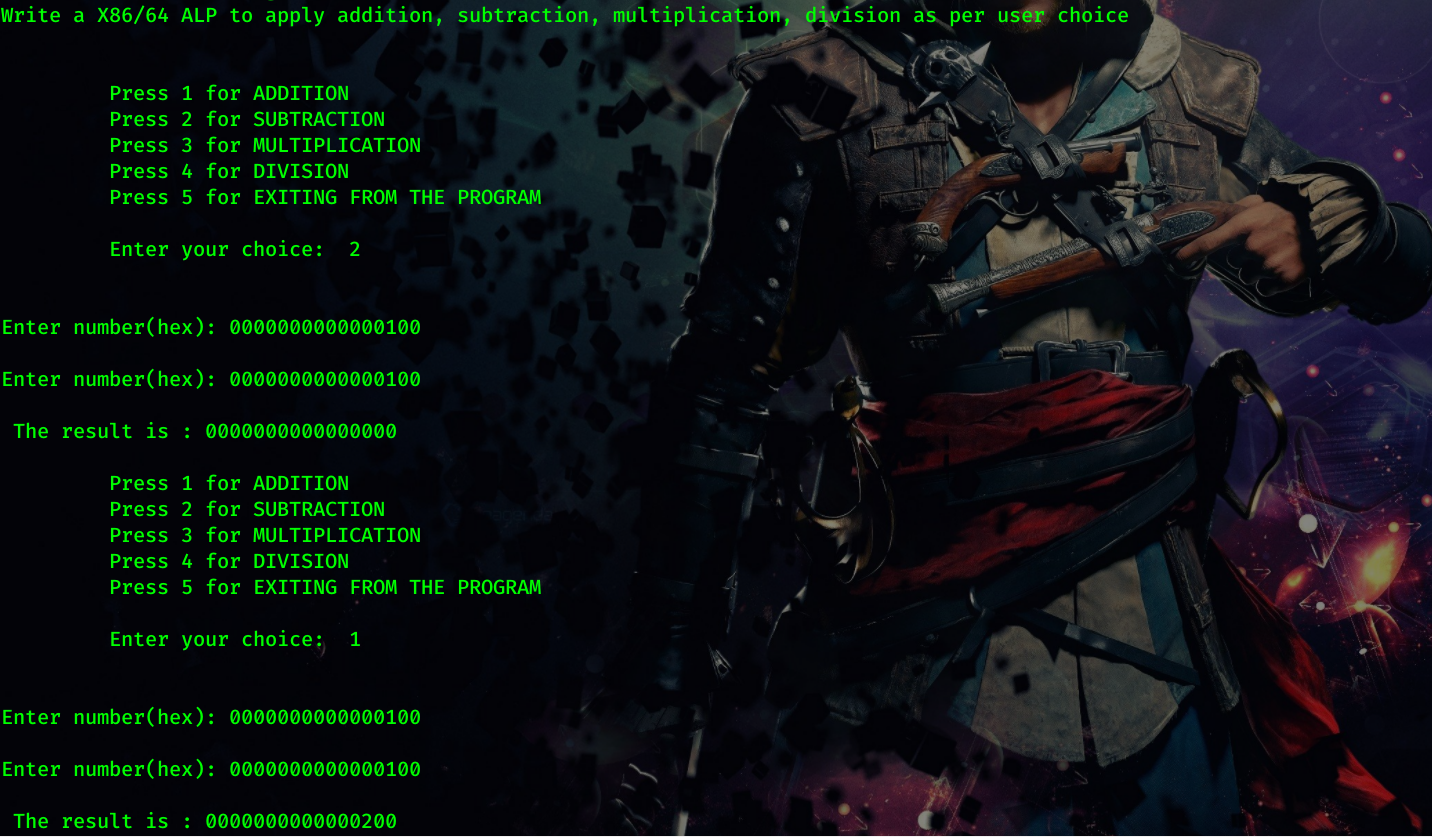 Write a X86/64 ALP to apply addition, subtraction, multiplication, division as per user choice
Press 1 for ADDITION
Press 2 for SUBTRACTION
Press 3 for MULTIPLICATION
Press 4 for DIVISION
Press 5 for EXITING FROM THE PROGRAM
Enter your choice:  2
Enter number(hex): 0000000000000100
Enter number(hex): 0000000000000100
The result is : 0000000000000000
Press 1 for ADDITION
Press 2 for SUBTRACTION
Press 3 for MULTIPLICATION
Press 4 for DIVISION
Press 5 for EXITING FROM THE PROGRAM
Enter your choice:  1
Enter number(hex): 0000000000000100
Enter number(hex): 0000000000000100
The result is : 0000000000000200